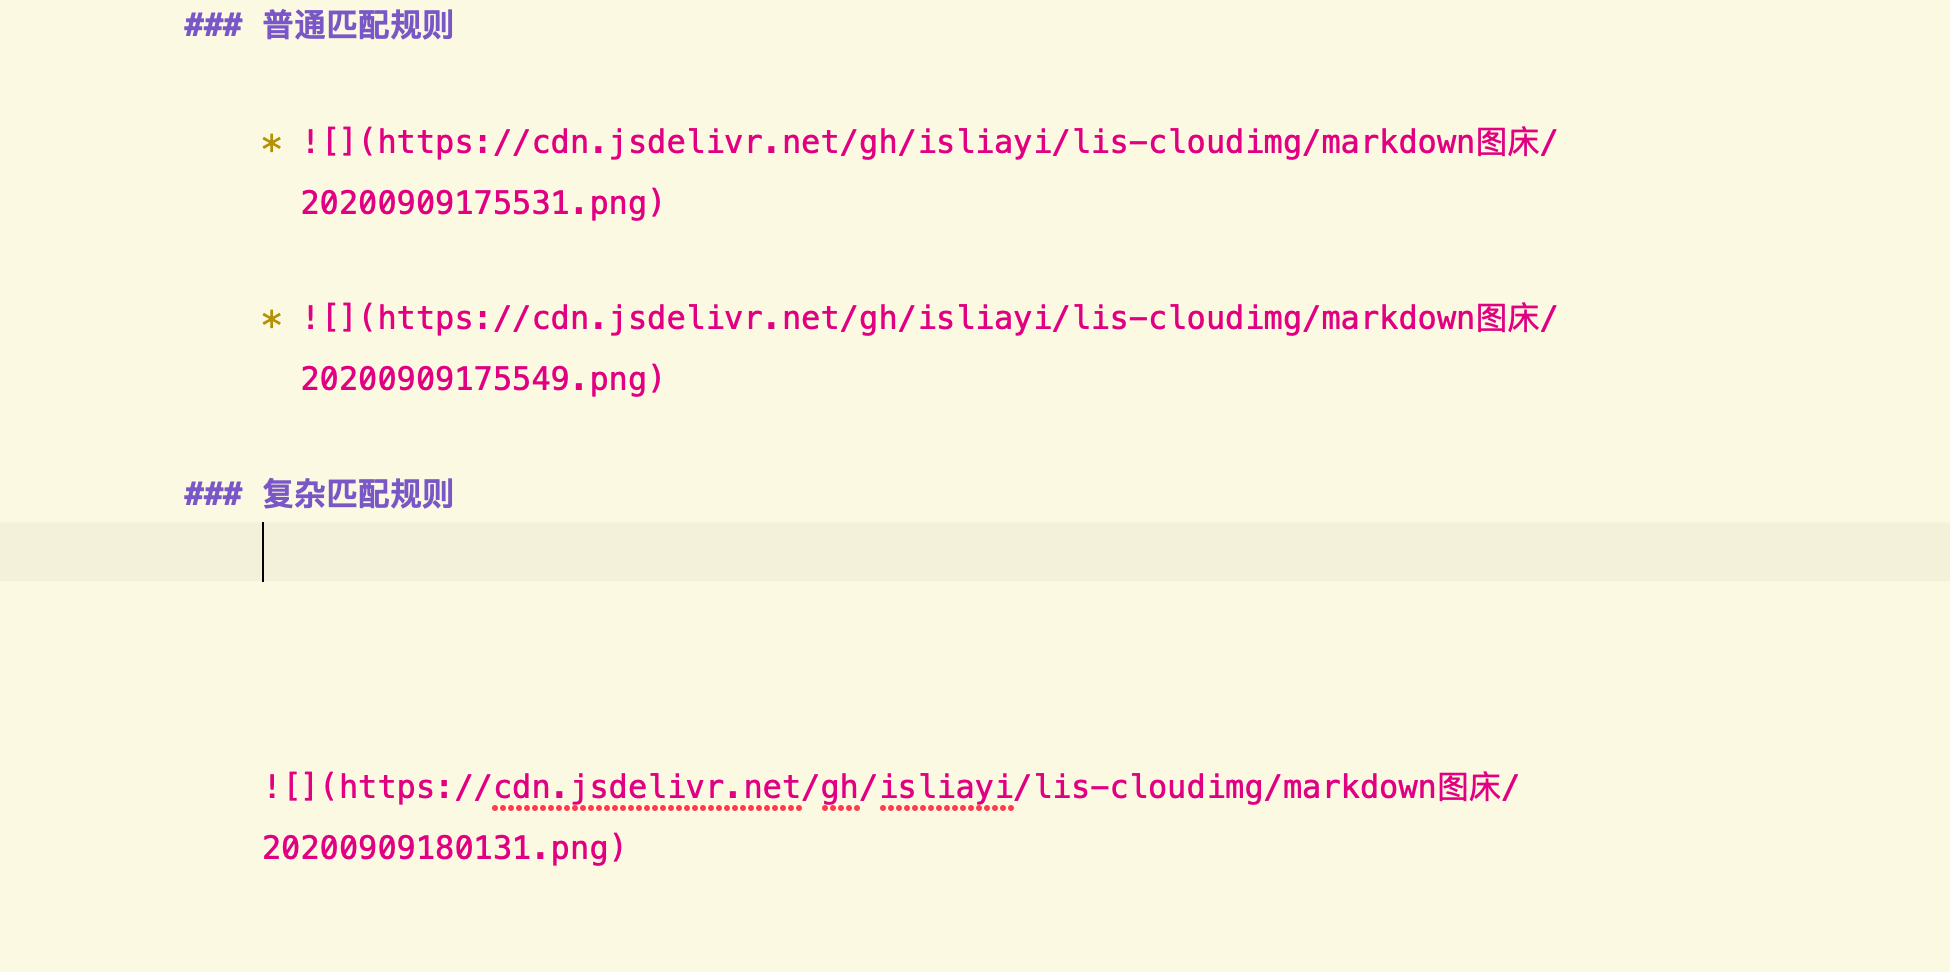 ### 普通匹配规则
* ![](https://cdn.jsdelivr.net/gh/isliayi/lis-cloudimg/markdown图床/
20200909175531.png)
* ![](https://cdn.jsdelivr.net/gh/isliayi/lis-cloudimg/markdown图床/
20200909175549.png)
### 复杂匹配规则
![](https://cdn.jsdelivr.net/gh/isliayi/lis-cloudimg/markdown图床/
20200909180131.png)